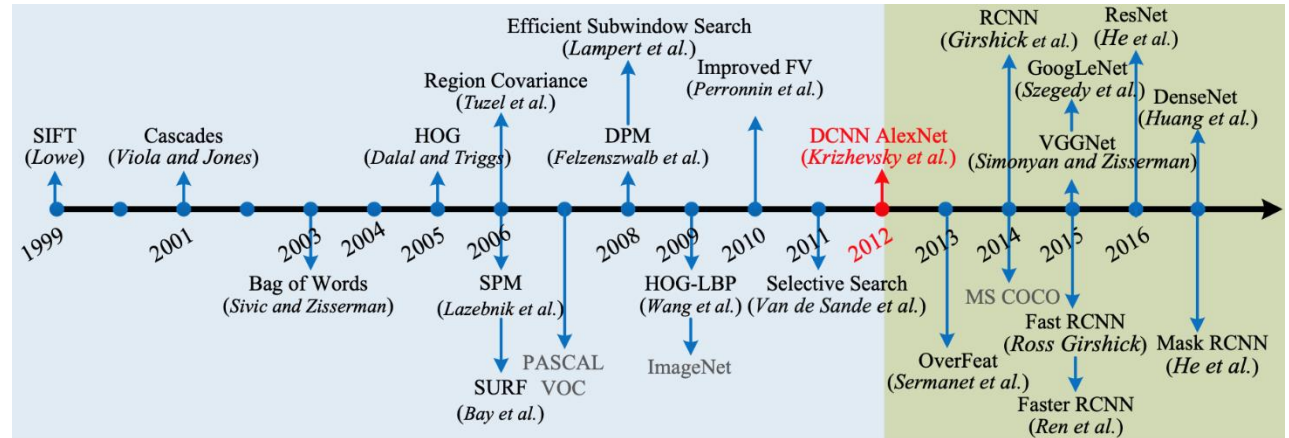 Efficient Subwindow Search
(Lampert et al.)
RCNN
(Girshick et al.)
ResNet
(He et al.)
Region Covariance
(Tuzel et al.)
Improved FV
(Perronnin et al.)
GoogLeNet
(Szegedy et al.)
DenseNet
(Huang et al.)
SIFT
(Lowe)
Cascades
(Viola and Jones)
HOG
(Dalal and Triggs)
DPM
(Felzenszwalb et al.)
DCNN AlexNet
(Krizhevsky et al.)
VGGNet
(Simonyan and Zisserman)
1999
2001
2003
2004
2005
2006
2008
2009
2010
2011
2012
2013
2014
2015
2016
Bag of Words
(Sivic and Zisserman)
SPM
(Lazebnik et al.)
HOG-LBP
(Wang et al.)
Selective Search
(Van de Sande et al.)
MS COCO
Fast RCNN
(Ross Girshick)
Mask RCNN
(He et al.)
PASCAL
VOC
ImageNet
OverFeat
(Sermanet et al.)
SURF
(Bay et al.)
Faster RCNN
(Ren et al.)